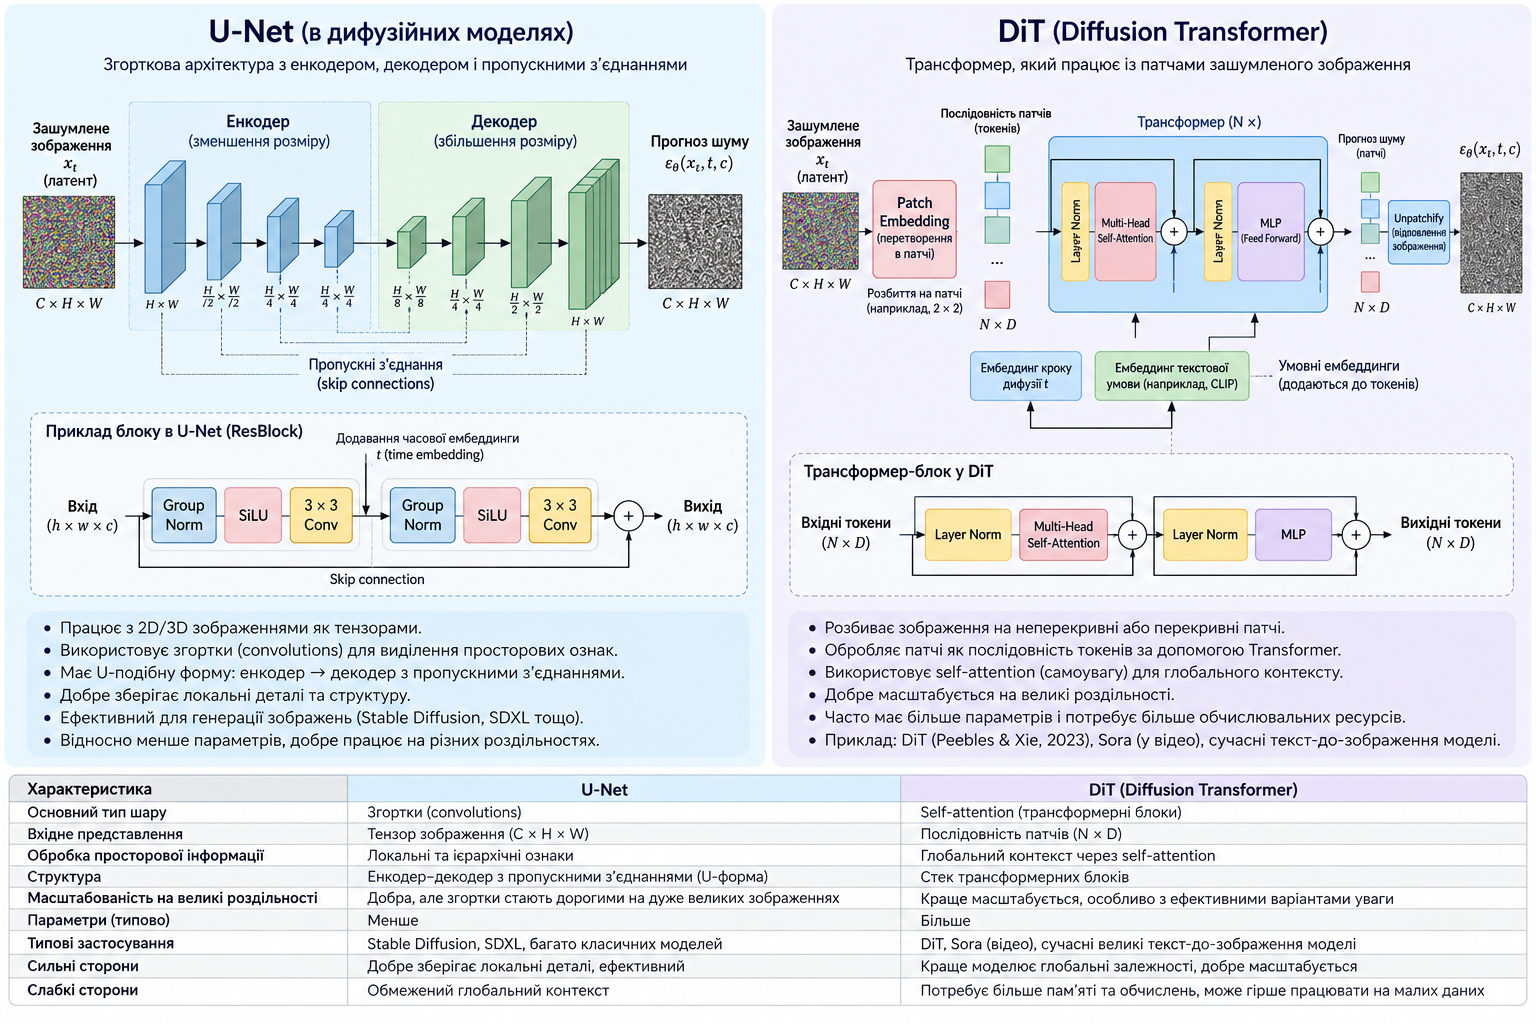 U-Net (в дифузійних моделях)
Згорткова архітектура з енкодером, декодером і пропускними з’єднаннями
Зашумлене
зображення
x_t
(латент)
C × H × W
Енкодер
(зменшення розміру)
Декодер
(збільшення розміру)
Прогноз шуму
ε_θ(x_t, t, c)
C × H × W
H × W
H/2 × W/2
H/4 × W/4
H/4 × W/4
H/8 × W/8
H/4 × W/4
H/2 × W/2
H × W
Пропускні з’єднання
(skip connections)
Приклад блоку в U-Net (ResBlock)
Додавання часової ембеддинги
t (time embedding)
Вхід
(h × w × c)
Group
Norm
SiLU
3 × 3
Conv
Group
Norm
SiLU
3 × 3
Conv
+
Вихід
(h × w × c)
Skip connection
• Працює з 2D/3D зображеннями як тензорами.
• Використовує згортки (convolutions) для виділення просторових ознак.
• Має U-подібну форму: енкодер → декодер з пропускними з’єднаннями.
• Добре зберігає локальні деталі та структуру.
• Ефективний для генерації зображень (Stable Diffusion, SDXL тощо).
• Відносно менше параметрів, добре працює на різних роздільностях.
DiT (Diffusion Transformer)
Трансформер, який працює із патчами зашумленого зображення
Зашумлене
зображення
x_t
(латент)
C × H × W
Patch
Embedding
(перетворення
в патчі)
Розбиття на патчі
(наприклад, 2 × 2)
Послідовність патчів
(токенів)
...
N × D
Трансформер (N ×)
Layer Norm
Multi-Head
Self-Attention
+
Layer Norm
MLP
(Feed Forward)
+
Прогноз шуму
(патчі)
...
N × D
Unpatchify
зображення)
ε_θ(x_t, t, c)
C × H × W
Ембеддинг кроку
дифузії t
Ембеддинг текстової
умови (наприклад, CLIP)
Умовні ембеддинги
(додаються до токенів)
Трансформер-блок у DiT
Вхідні токени
(N × D)
Layer Norm
Multi-Head
Self-Attention
+
Layer Norm
MLP
+
Вихідні токени
(N × D)
• Розбиває зображення на неперекривні або перекривні патчі.
• Обробляє патчі як послідовність токенів за допомогою Transformer.
• Використовує self-attention (самоувагу) для глобального контексту.
• Добре масштабується на великі роздільності.
• Часто має більше параметрів і потребує більше обчислювальних ресурсів.
• Приклад: DiT (Peebles & Xie, 2023), Sora (у відео), сучасні текст-до-зображення моделі.
Характеристика U-Net DiT (Diffusion Transformer)
Основний тип шару Згортки (convolutions) Self-attention (трансформерні блоки)
Вхідне представлення Тензор зображення (C × H × W) Послідовність патчів (N × D)
Обробка просторової інформації Локальні та ієрархічні ознаки Глобальний контекст через self-attention
Структура Енкодер–декодер з пропускними з’єднаннями (U-форма) Стек трансформерних блоків
Масштабованість на великі роздільності Добра, але згортки стають дорогими на дуже великих зображеннях Краще масштабується, особливо з ефективними варіантами уваги
Параметри (типово) Менше Більше
Типові застосування Stable Diffusion, SDXL, багато класичних моделей DiT, Sora (відео), сучасні великі текст-до-зображення моделі
Сильні сторони Добре зберігає локальні деталі, ефективний Краще моделює глобальні залежності, добре масштабується
Слабкі сторони Обмежений глобальний контекст Потребує більше пам’яті та обчислень, може гірше працювати на малих даних